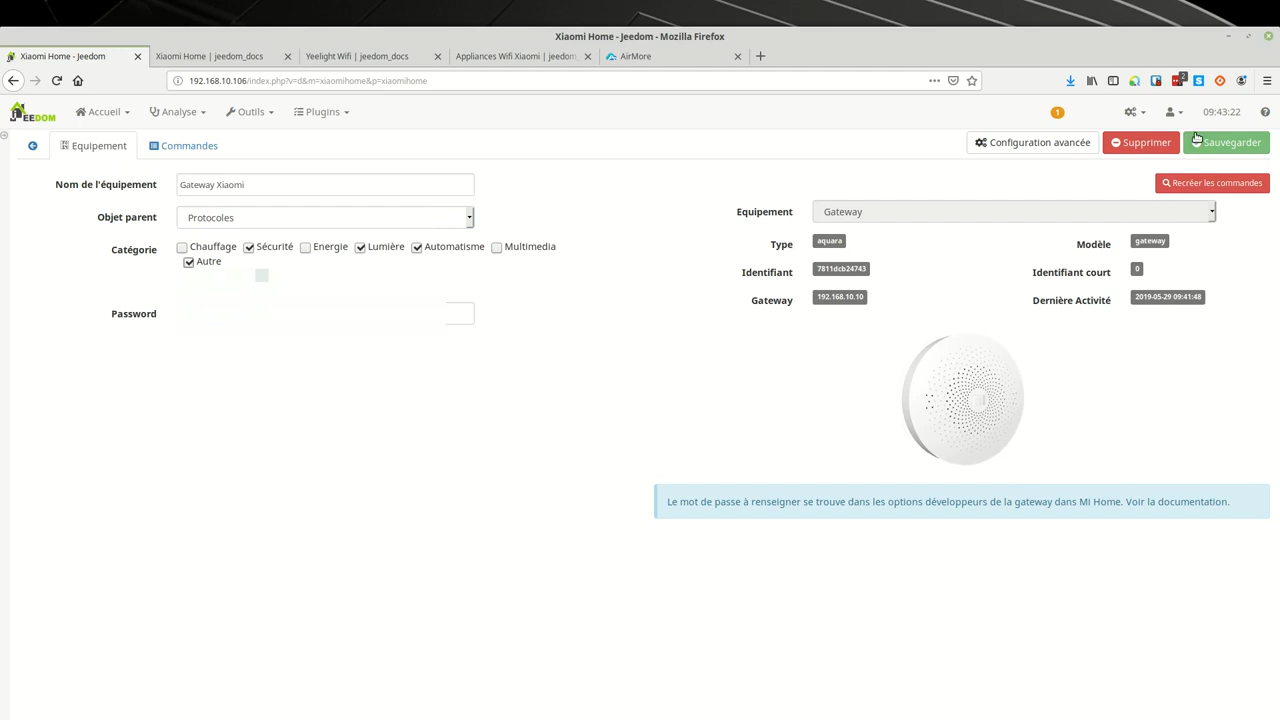 Xiaomi Home - Jeedom - Mozilla Firefox
Xiaomi Home - Jeedom
Xiaomi Home | jeedom_docs
Yeelight Wifi | jeedom_docs
Appliances Wifi Xiaomi | jeedom
AirMore
192.168.10.106/index.php?v=d&m=xiaomihome&p=xiaomihome
2
JEEDOM
Accueil
Analyse
Outils
Plugins
1
09:43:22
Equipement
Commandes
Configuration avancée
Supprimer
Sauvegarder
Recréer les commandes
Nom de l'équipement
Gateway Xiaomi
Objet parent
Protocoles
Catégorie
Chauffage Sécurité Energie Lumière Automatisme Multimedia
Autre
Password
Equipement
Gateway
Type
aquara
Modèle
gateway
Identifiant
7811dcb24743
Identifiant court
0
Gateway
192.168.10.10
Dernière Activité
2019-05-29 09:41:48
Le mot de passe à renseigner se trouve dans les options développeurs de la gateway dans Mi Home. Voir la documentation.